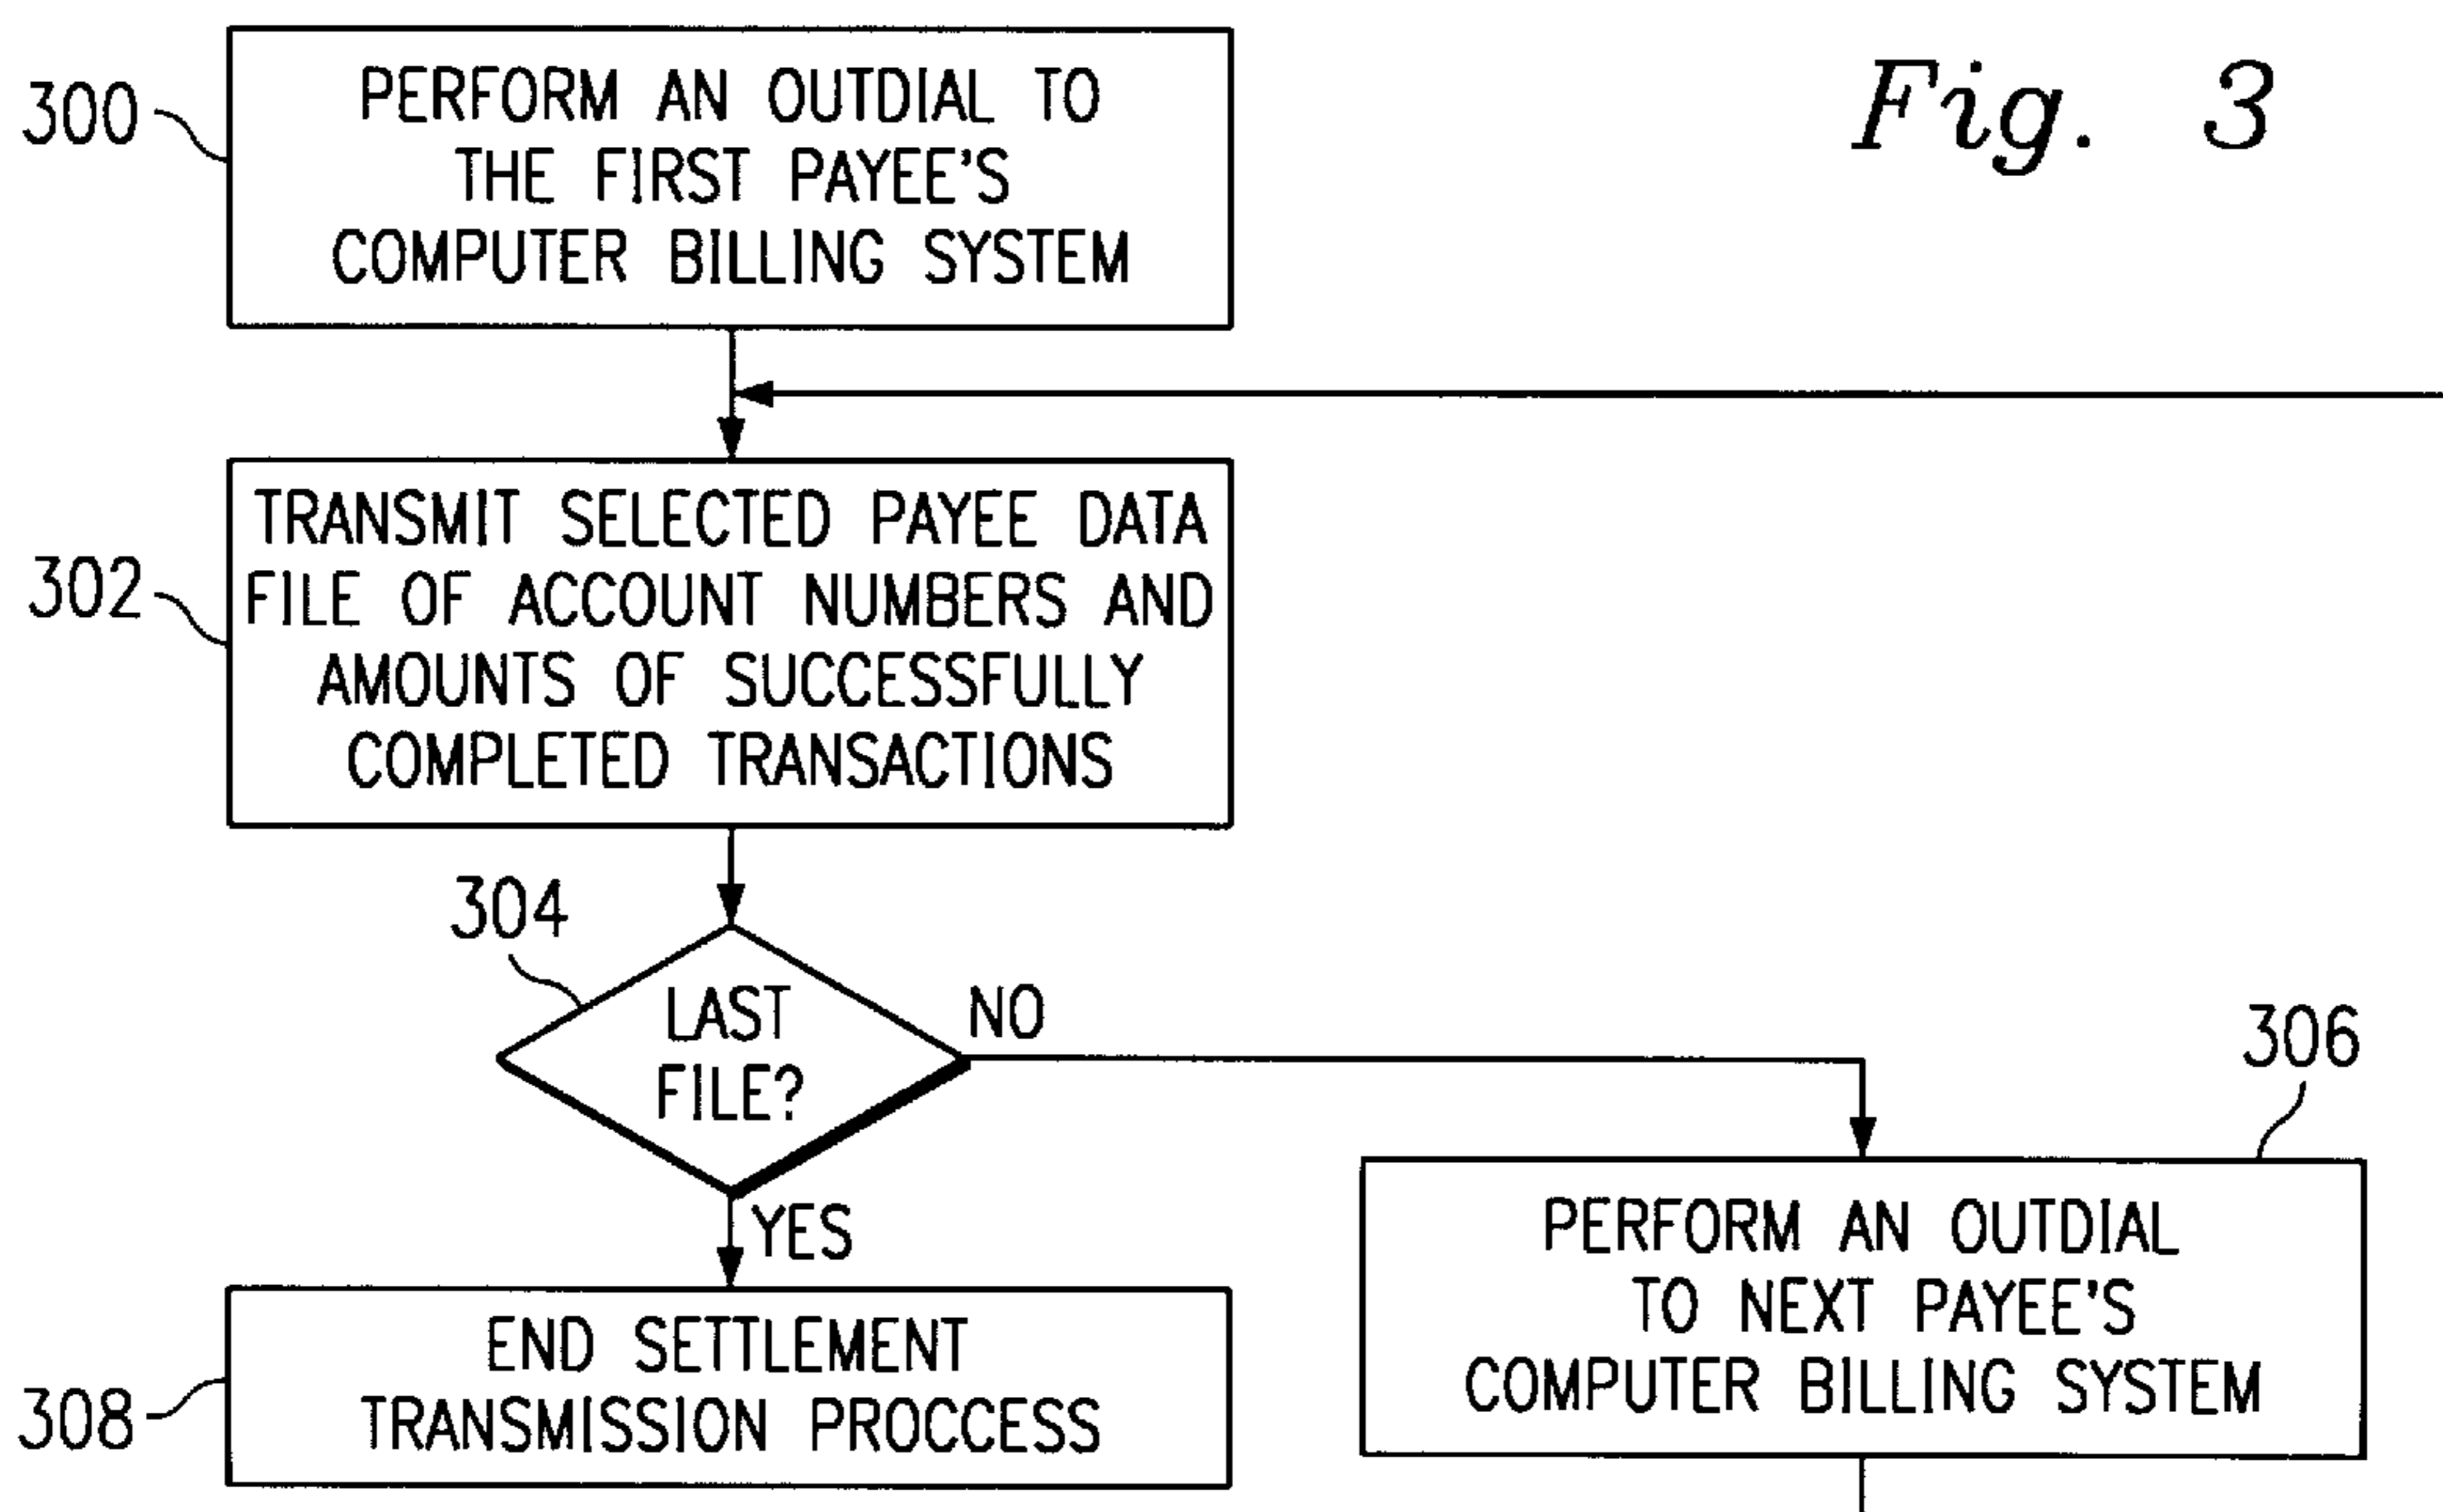 Fig. 3
300
PERFORM AN OUTDIAL TO
THE FIRST PAYEE'S
COMPUTER BILLING SYSTEM
302
TRANSMIT SELECTED PAYEE DATA
FILE OF ACCOUNT NUMBERS AND
AMOUNTS OF SUCCESSFULLY
COMPLETED TRANSACTIONS
304
LAST
FILE?
NO
YES
306
PERFORM AN OUTDIAL
TO NEXT PAYEE'S
COMPUTER BILLING SYSTEM
308
END SETTLEMENT
TRANSMISSION PROCCESS